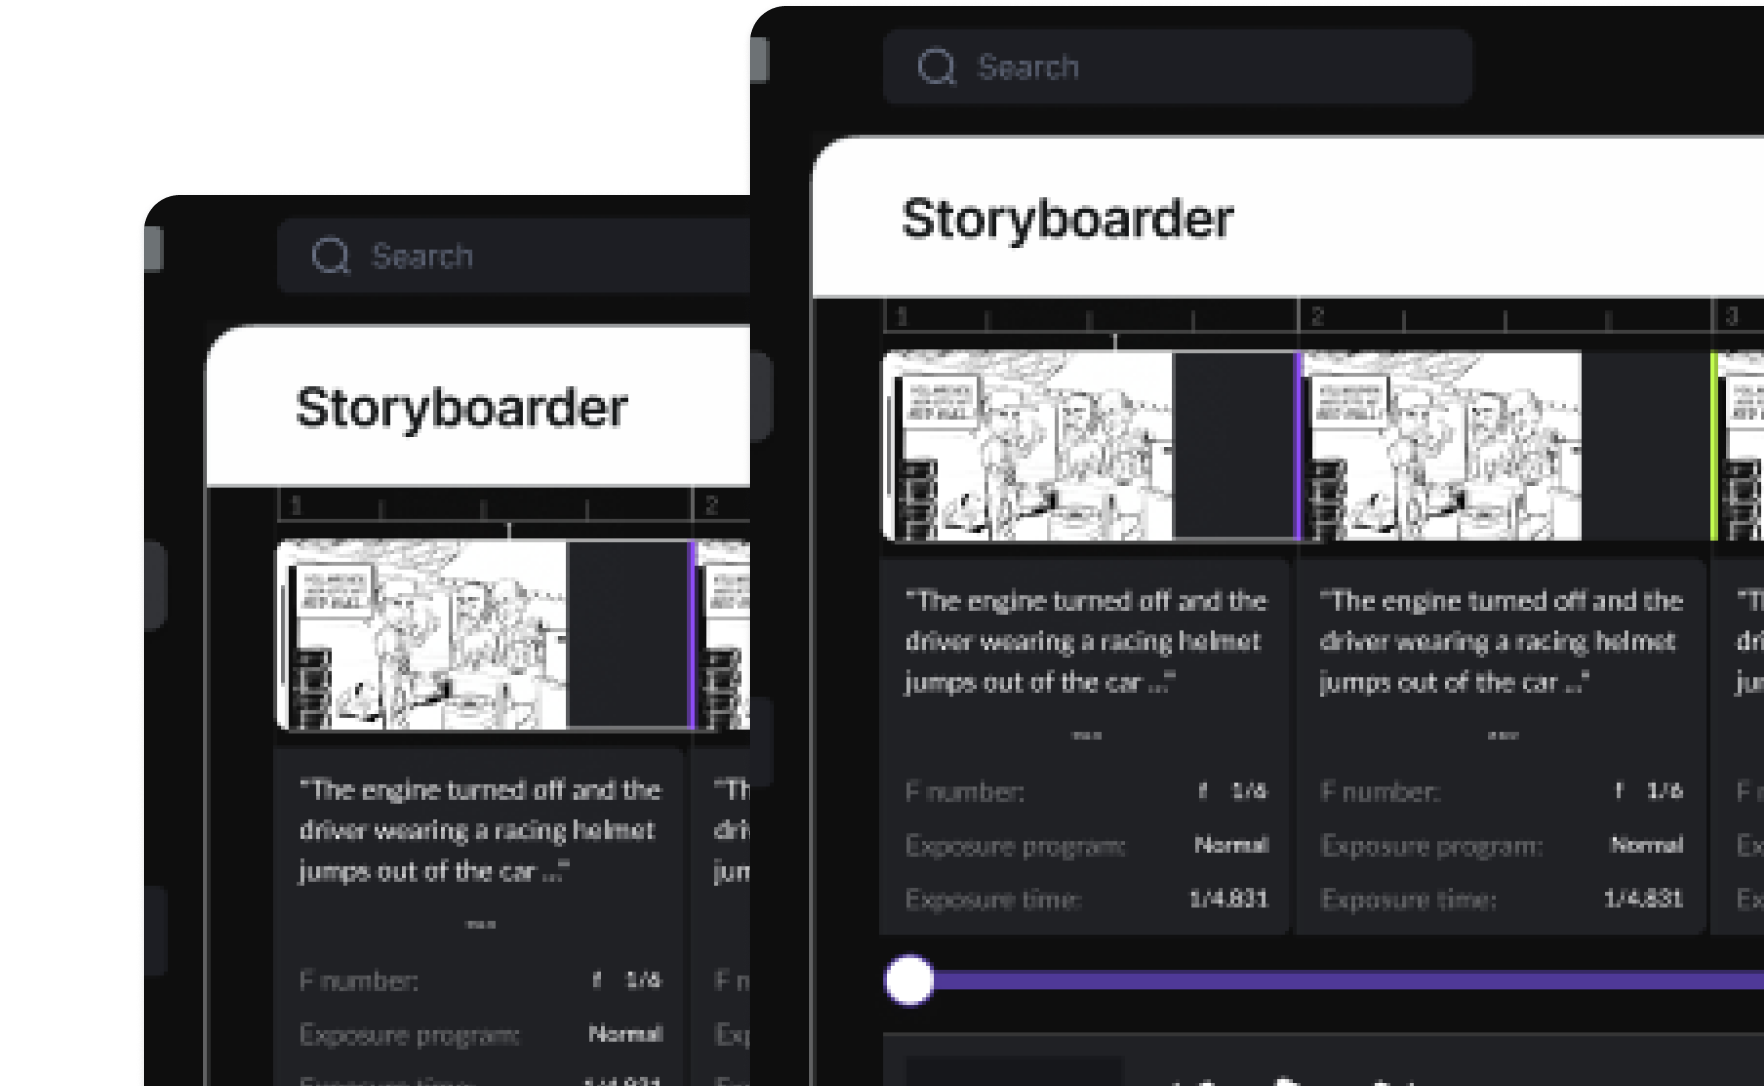 Search
Storyboarder
1 2 3
"The engine turned off and the
driver wearing a racing helmet
jumps out of the car ..."
"The engine turned off and the
driver wearing a racing helmet
jumps out of the car ..."
F number: f 1/6
Exposure program: Normal
Exposure time: 1/4.831
F number: f 1/6
Exposure program: Normal
Exposure time: 1/4.831
Search
Storyboarder
1 2
"The engine turned off and the
driver wearing a racing helmet
jumps out of the car ..."
F number: f 1/6
Exposure program: Normal